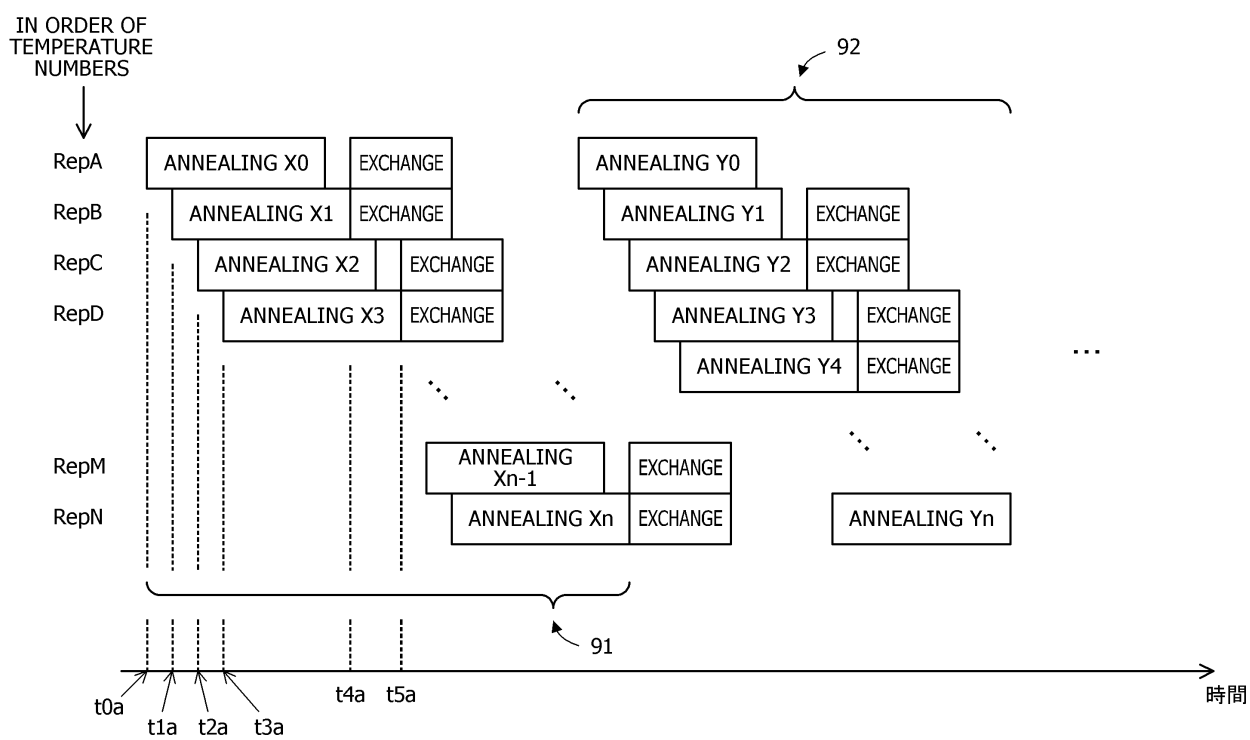 IN ORDER OF
TEMPERATURE
NUMBERS
92
RepA
ANNEALING X0
EXCHANGE
ANNEALING Y0
RepB
ANNEALING X1
EXCHANGE
ANNEALING Y1
EXCHANGE
RepC
ANNEALING X2
EXCHANGE
ANNEALING Y2
EXCHANGE
RepD
ANNEALING X3
EXCHANGE
ANNEALING Y3
EXCHANGE
ANNEALING Y4
EXCHANGE
...
RepM
ANNEALING
Xn-1
EXCHANGE
RepN
ANNEALING Xn
EXCHANGE
ANNEALING Yn
91
t0a
t1a
t2a
t3a
t4a
t5a
時間